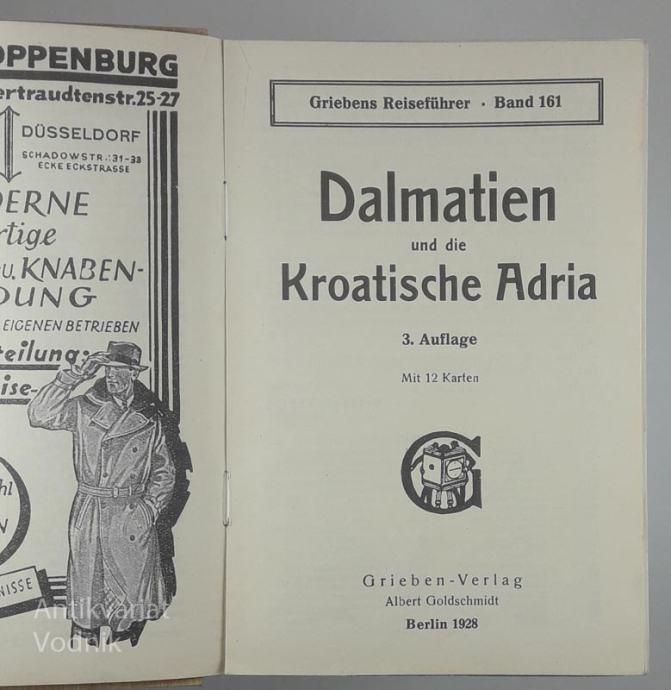 OPPENBURG
ertraudtenstr. 25-27
DÜSSELDORF
SCHADOWSTR. 31-33
ECKE ECKSTRASSE
DERNE
rtige
u. KNABEN-
DUNG
EIGENEN BETRIEBEN
teilung:
ise-
hl
N
NISSE
Antikvariat
Vodnik
Griebens Reiseführer · Band 161
Dalmatien
und die
Kroatische Adria
3. Auflage
Mit 12 Karten
G
Grieben-Verlag
Albert Goldschmidt
Berlin 1928